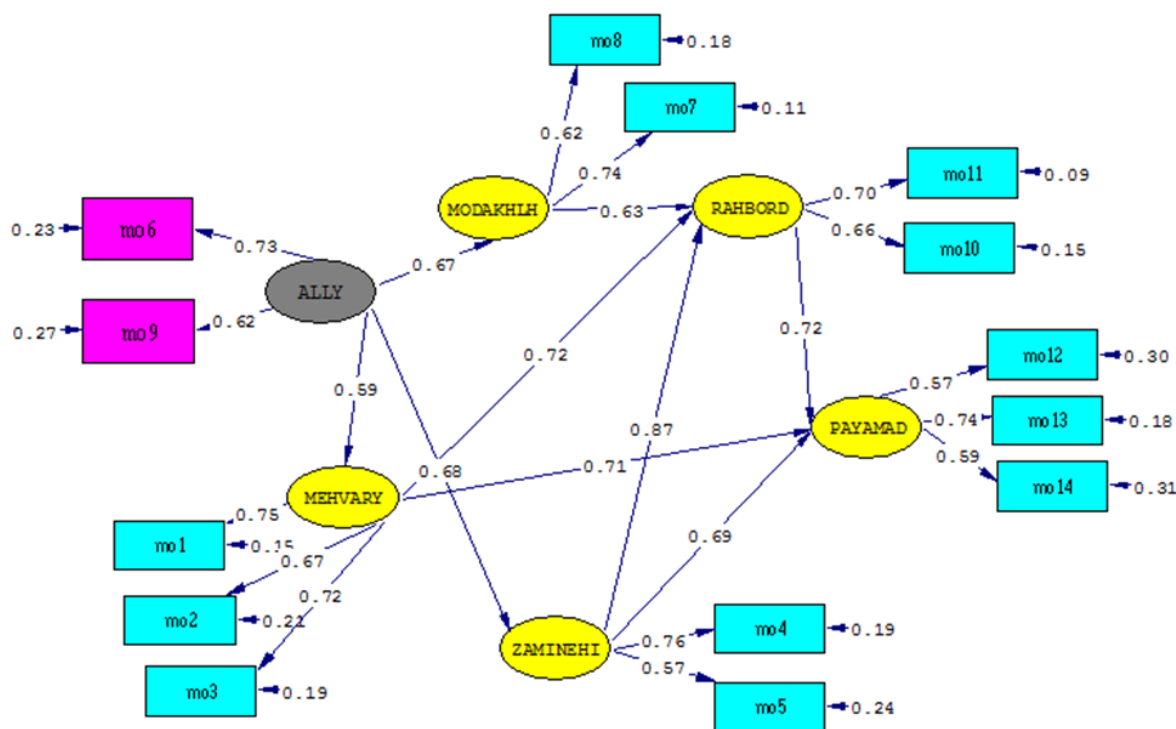 mo8
0.18
mo7
0.11
0.62
0.74
mo11
0.09
0.70
MODAKHLH
0.63
RAHBORD
0.66
mo10
0.15
0.23
mo6
0.73
0.67
ALLY
0.27
mo9
0.62
0.59
0.72
0.72
mo12
0.30
0.57
PAYAMAD
0.74
mo13
0.18
0.59
mo14
0.31
0.87
0.71
0.68
MEHVARY
0.75
mo1
0.15
0.67
0.69
mo2
0.21
0.72
mo3
0.19
ZAMINEHI
0.76
mo4
0.19
0.57
mo5
0.24